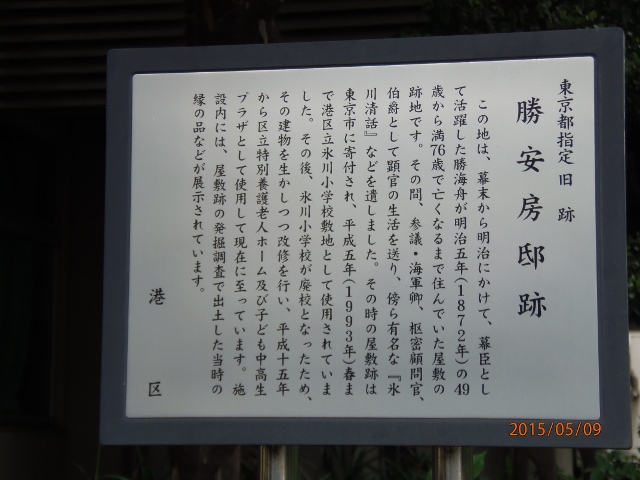 東京都指定 旧跡
勝安房邸跡
この地は、幕末から明治にかけて、幕臣とし
て活躍した勝海舟が明治五年(1872年)の49
歳から満76歳で亡くなるまで住んでいた屋敷の
跡地です。その間、参議・海軍卿、枢密顧問官、
伯爵として顕官の生活を送り、傍ら有名な『氷
川清話』などを遺しました。その時の屋敷跡は
東京市に寄付され、平成五年(1993年)春ま
で港区立氷川小学校敷地として使用されていま
した。その後、氷川小学校が廃校となったため、
その建物を生かしつつ改修を行い、平成十五年
から区立特別養護老人ホーム及び子ども中高生
プラザとして使用して現在に至っています。施
設内には、屋敷跡の発掘調査で出土した当時の
縁の品などが展示されています。
港区
2015/05/09